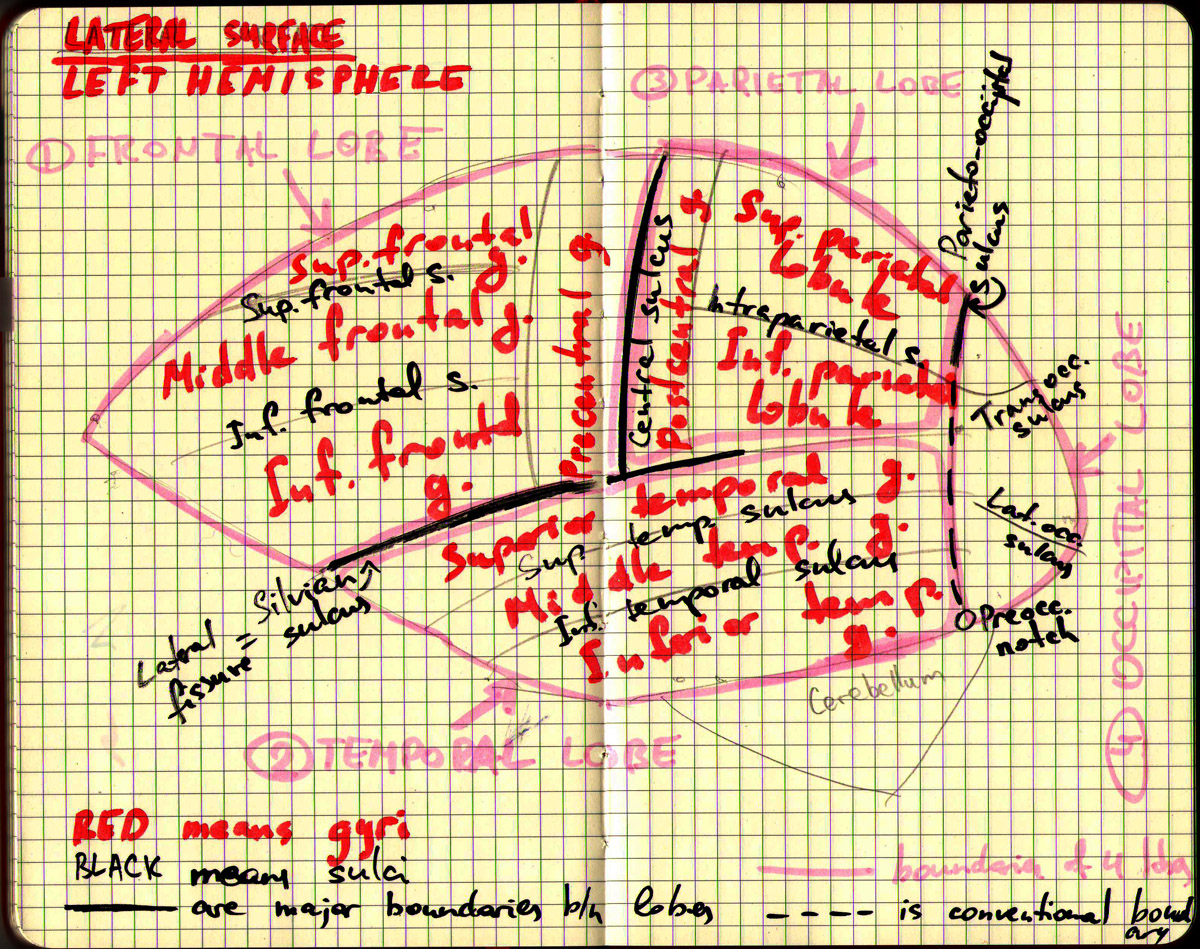 LATERAL SURFACE
LEFT HEMISPHERE
① FRONTAL LOBE
③ PARIETAL LOBE
Parieto-occipital
sulcus
Sup. frontal
g.
Sup. frontal s.
Middle frontal
g.
Inf. frontal s.
Inf. frontal
g.
Precentral g
Central sulcus
Postcentral g
Sup. parietal
lobule
Intraparietal s.
Inf. parietal
lobule
Trans. occ.
sulcus
Lat. occ.
sulcus
Preocc.
notch
④ OCCIPITAL LOBE
Superior temporal g.
Sup. temp. sulcus
Middle temp. g.
Inf. temporal sulcus
Inferior temp.
g.
Lateral
fissure
=
Silvian
sulcus
Cerebellum
② TEMPORAL LOBE
RED means gyri
BLACK means sulci
boundaries of 4 lobes
are major boundaries b/n lobes
---- is conventional bound
ary